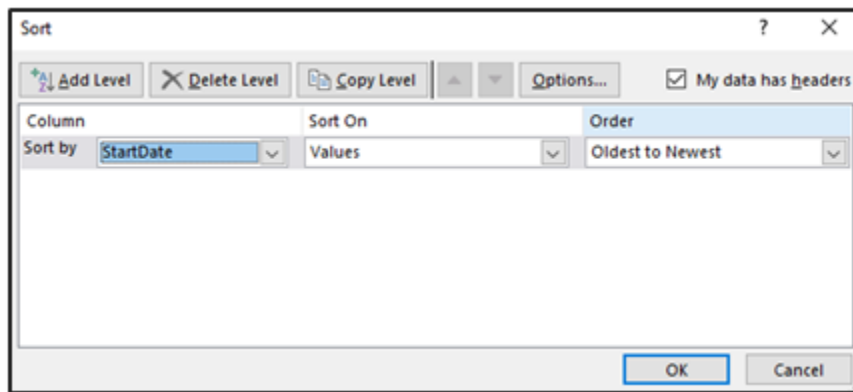 Sort ?
Add Level Delete Level Copy Level Options... My data has headers
Column Sort On Order
Sort by StartDate Values Oldest to Newest
OK Cancel